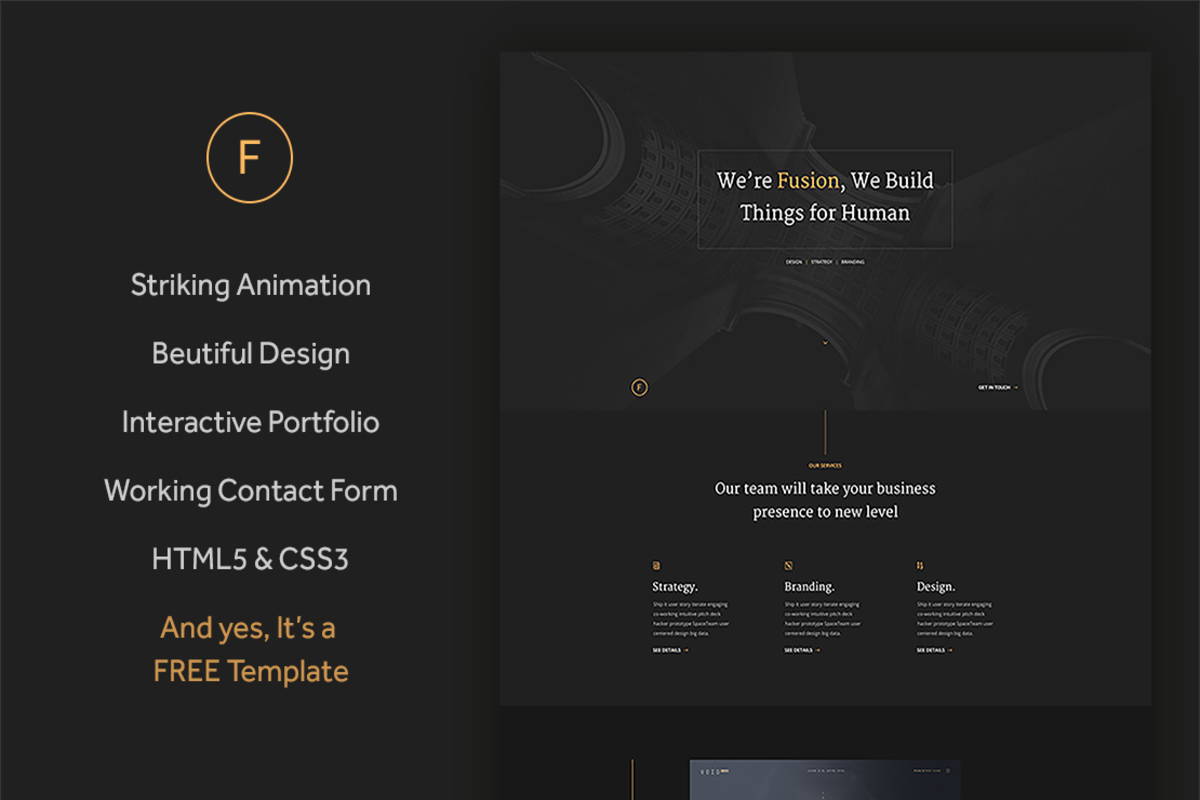 F
Striking Animation
Beutiful Design
Interactive Portfolio
Working Contact Form
HTML5 & CSS3
And yes, It's a
FREE Template
We're Fusion, We Build
Things for Human
DESIGN | STRATEGY | BRANDING
F
GET IN TOUCH →
OUR SERVICES
Our team will take your business
presence to new level
Strategy.
Ship it user story iterate engaging
co-working intuitive pitch deck
hacker prototype SpaceTeam user
centered design big data.
SEE DETAILS →
Branding.
Ship it user story iterate engaging
co-working intuitive pitch deck
hacker prototype SpaceTeam user
centered design big data.
SEE DETAILS →
Design.
Ship it user story iterate engaging
co-working intuitive pitch deck
hacker prototype SpaceTeam user
centered design big data.
SEE DETAILS →
VOID